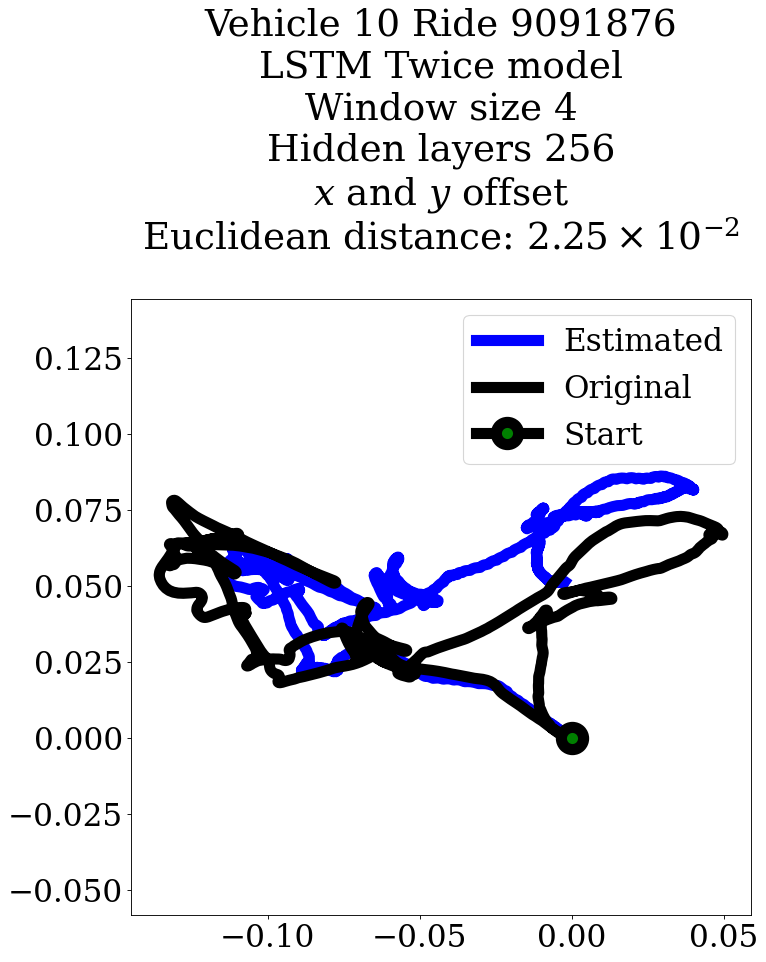 Vehicle 10 Ride 9091876
LSTM Twice model
Window size 4
Hidden layers 256
x and y offset
Euclidean distance: 2.25 × 10⁻²
Estimated
Original
Start
0.125
0.100
0.075
0.050
0.025
0.000
−0.025
−0.050
−0.10 −0.05 0.00 0.05